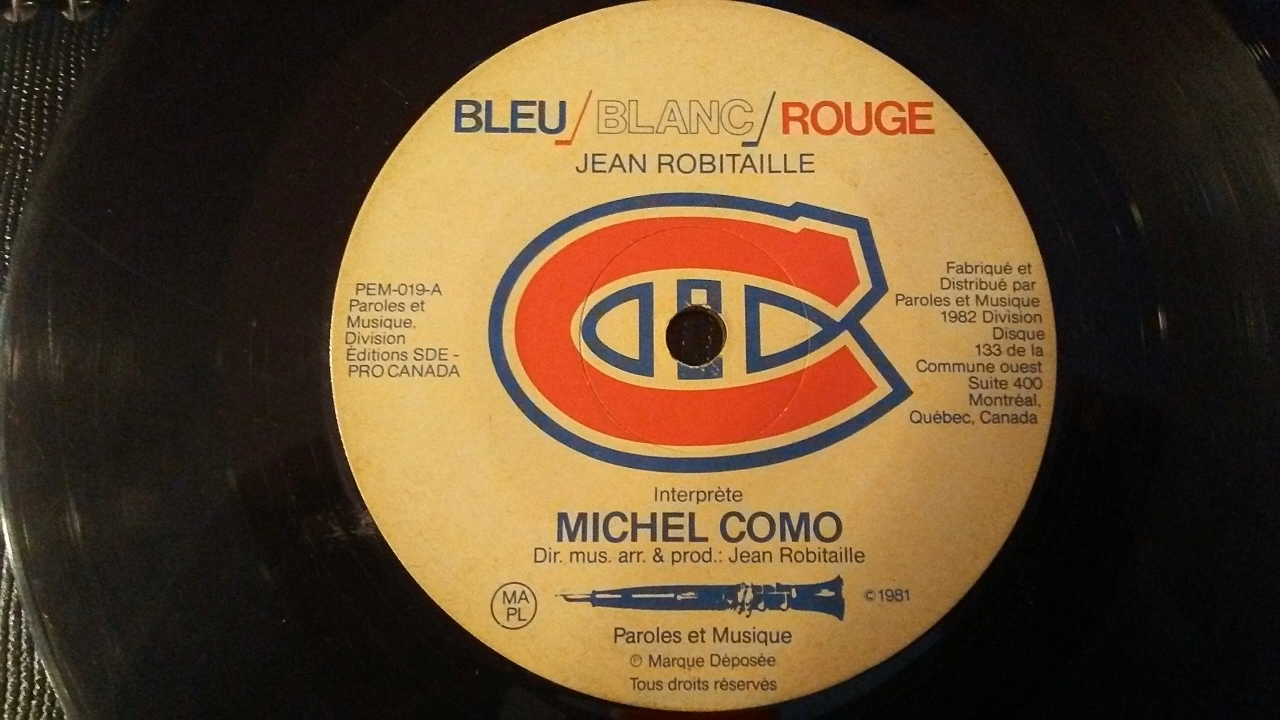 BLEU/BLANC/ROUGE
JEAN ROBITAILLE
PEM-019-A
Paroles et
Musique,
Division
Éditions SDE -
PRO CANADA
Fabriqué et
Distribué par
Paroles et Musique
1982 Division
Disque
133 de la
Commune ouest
Suite 400
Montréal,
Québec, Canada
Interprète
MICHEL COMO
Dir. mus. arr. & prod.: Jean Robitaille
MA
PL
© 1981
Paroles et Musique
℗ Marque Déposée
Tous droits réservés